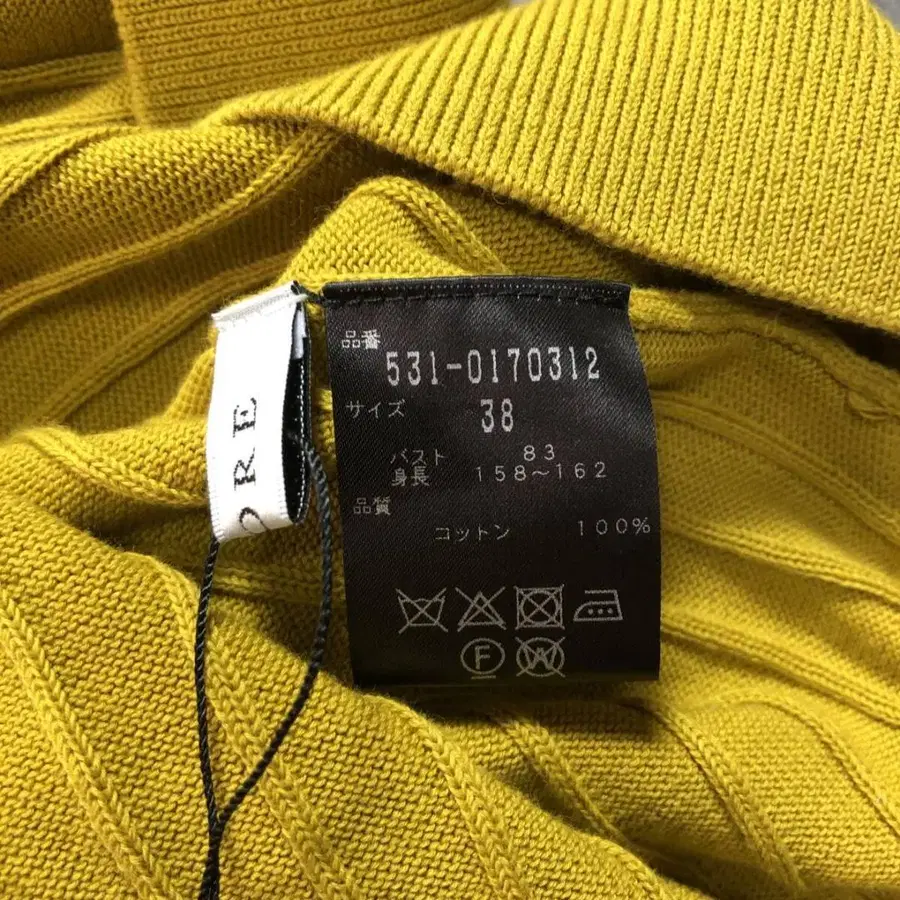 品番
531-0170312
サイズ 38
バスト 83
身長 158~162
品質
コットン 100%
F
W
ORE